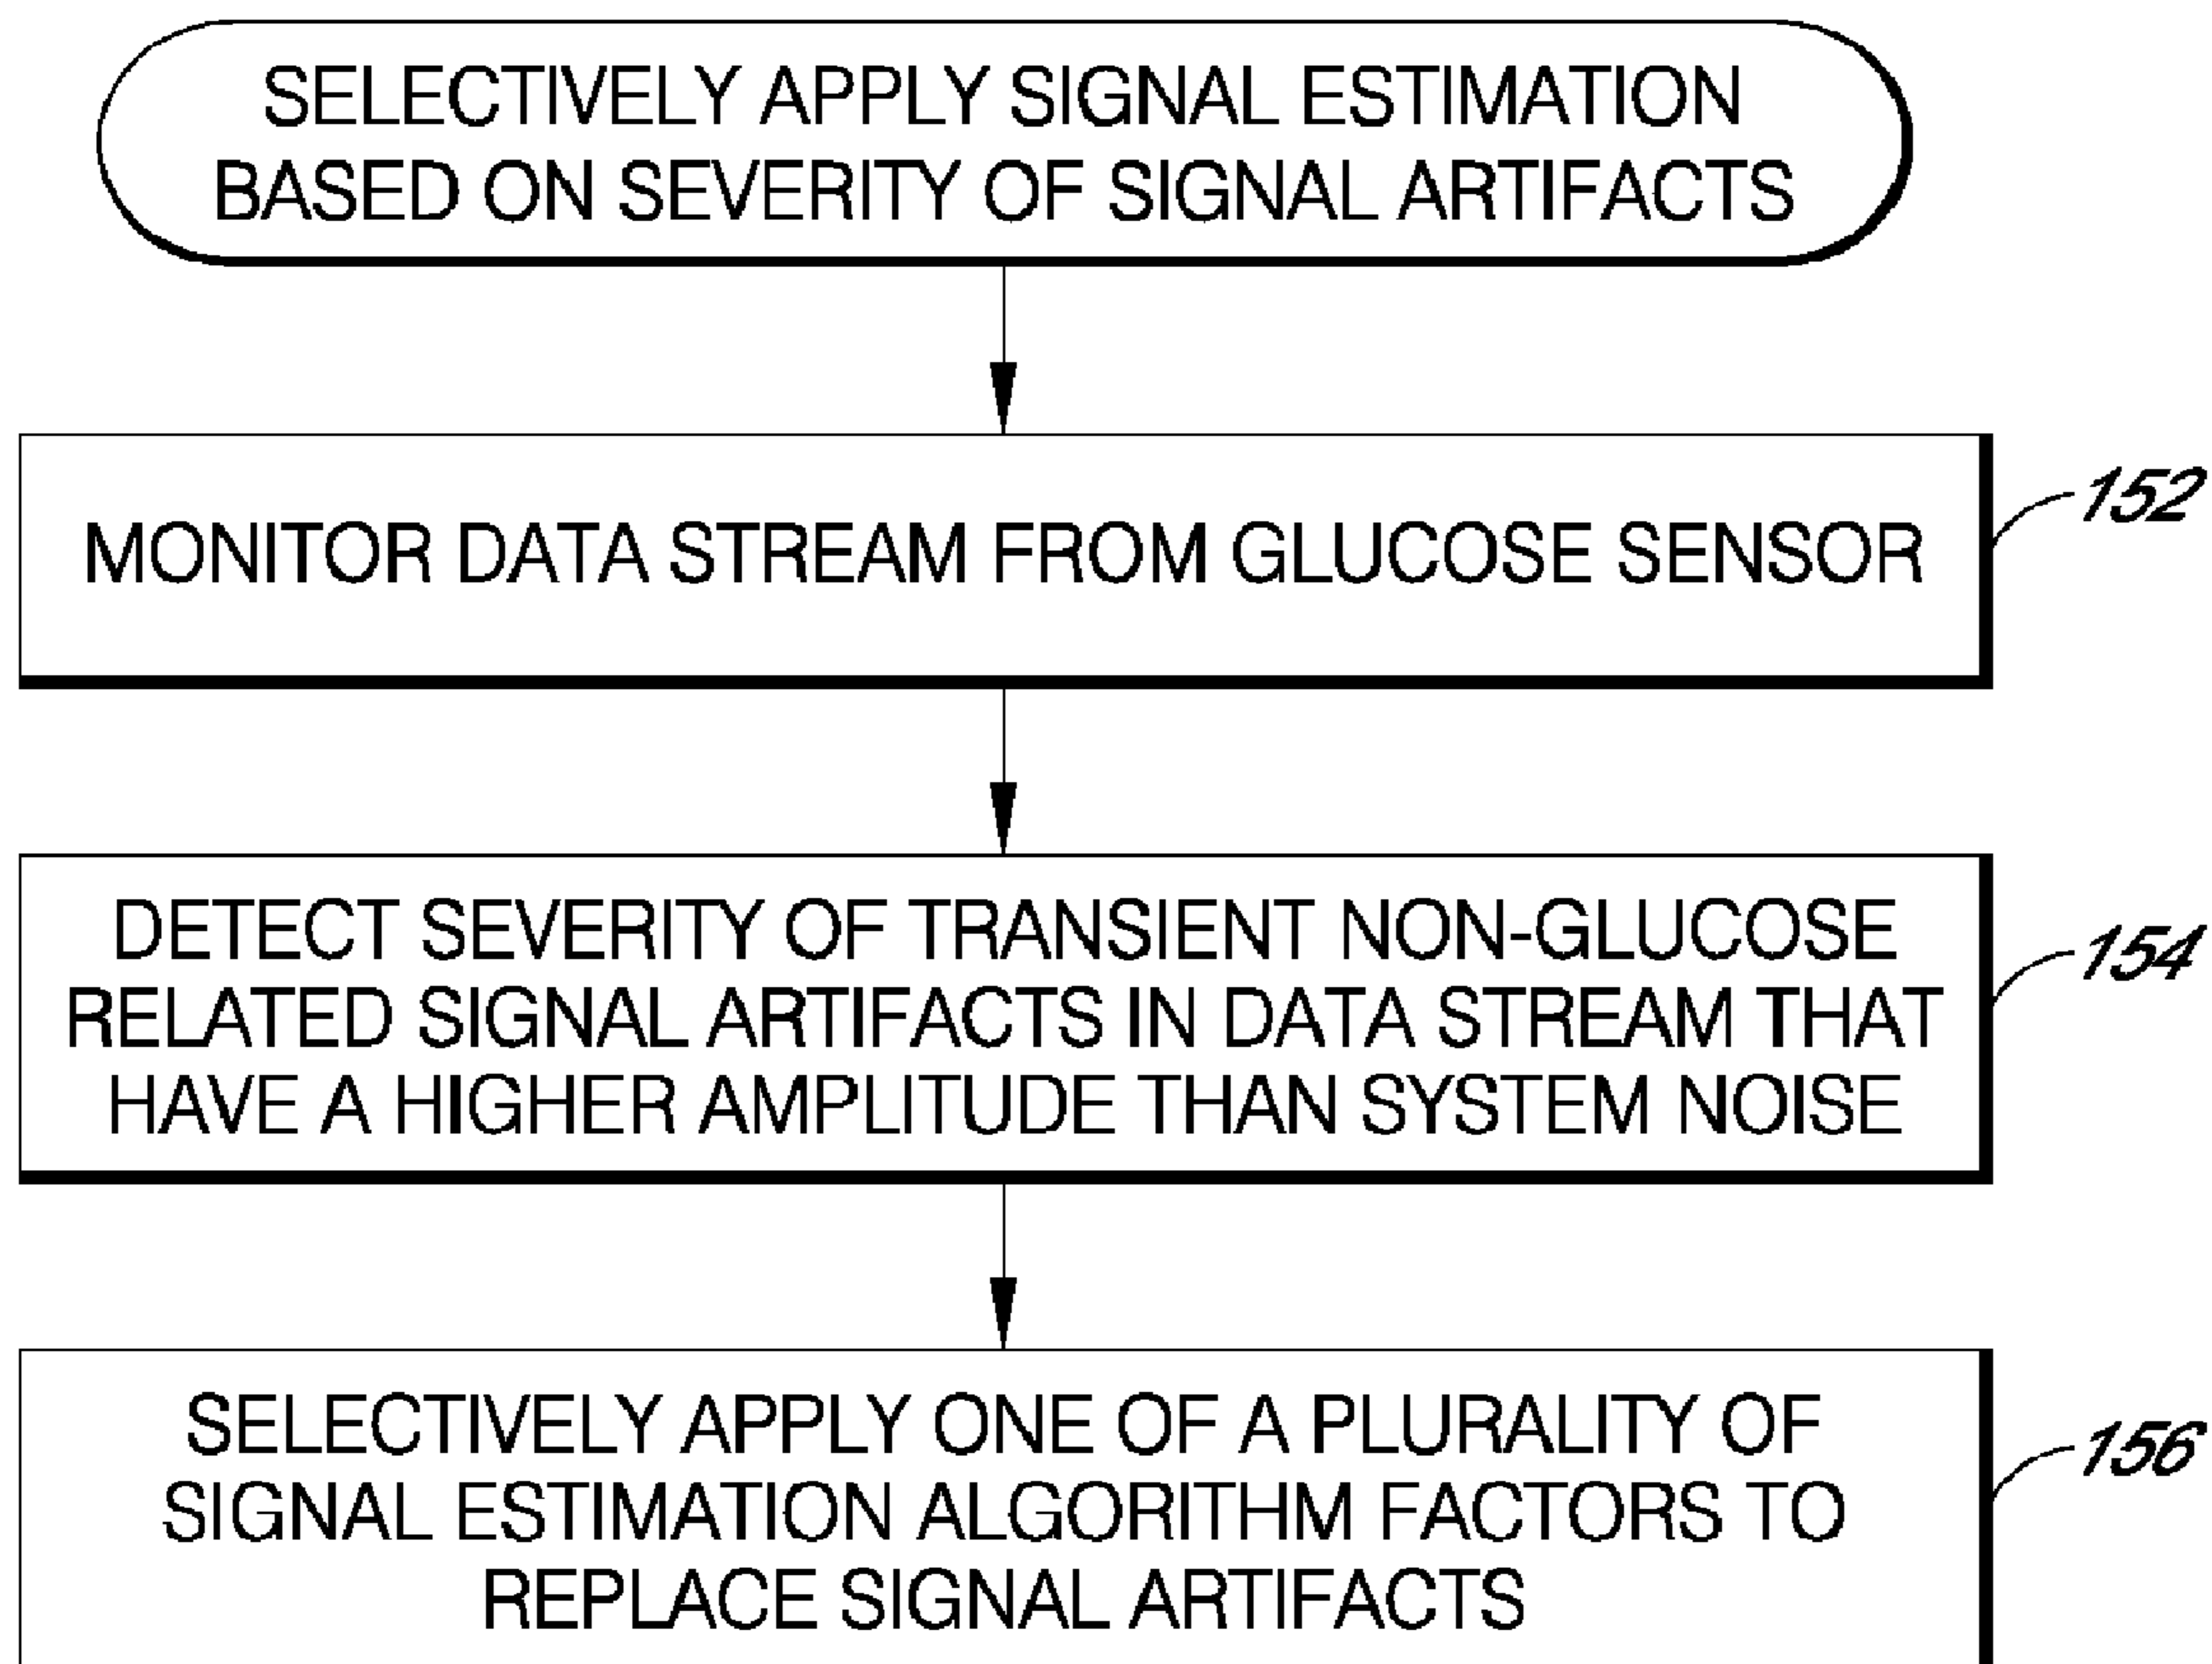 SELECTIVELY APPLY SIGNAL ESTIMATION
BASED ON SEVERITY OF SIGNAL ARTIFACTS
MONITOR DATA STREAM FROM GLUCOSE SENSOR
152
DETECT SEVERITY OF TRANSIENT NON-GLUCOSE
RELATED SIGNAL ARTIFACTS IN DATA STREAM THAT
HAVE A HIGHER AMPLITUDE THAN SYSTEM NOISE
154
SELECTIVELY APPLY ONE OF A PLURALITY OF
SIGNAL ESTIMATION ALGORITHM FACTORS TO
REPLACE SIGNAL ARTIFACTS
156